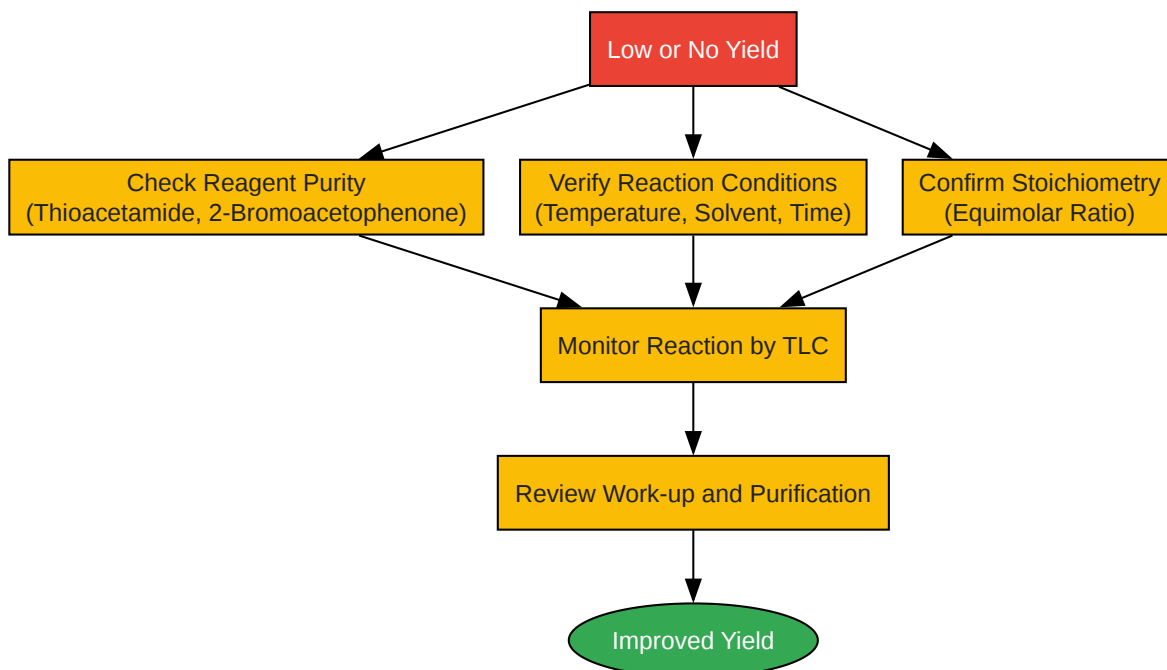 Low or No Yield
Check Reagent Purity
(Thioacetamide, 2-Bromoacetophenone)
Verify Reaction Conditions
(Temperature, Solvent, Time)
Confirm Stoichiometry
(Equimolar Ratio)
Monitor Reaction by TLC
Review Work-up and Purification
Improved Yield